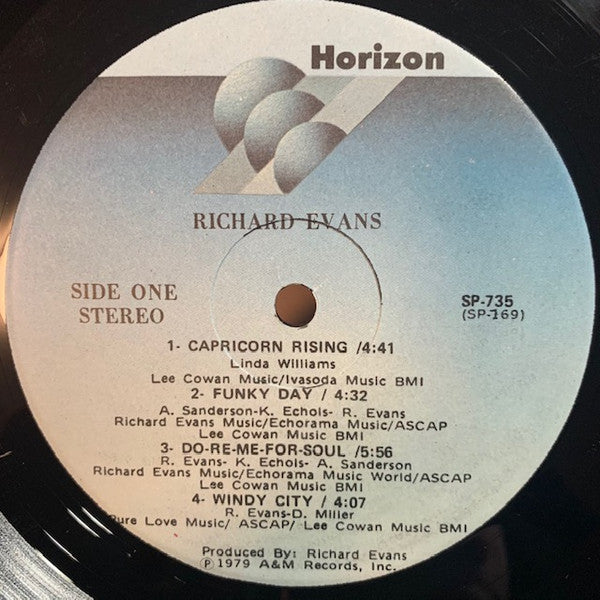 Horizon
RICHARD EVANS
SIDE ONE
STEREO
SP-735
(SP-169)
1- CAPRICORN RISING /4:41
Linda Williams
Lee Cowan Music/Ivasoda Music BMI
2- FUNKY DAY / 4:32
A. Sanderson-K. Echols- R. Evans
Richard Evans Music/Echorama Music/ASCAP
Lee Cowan Music BMI
3- DO-RE-ME-FOR-SOUL /5:56
R. Evans- K. Echols- A. Sanderson
Richard Evans Music/Echorama Music World/ASCAP
Lee Cowan Music BMI
4- WINDY CITY / 4:07
R. Evans-D. Miller
Pure Love Music/ ASCAP/ Lee Cowan Music BMI
Produced By: Richard Evans
℗ 1979 A&M Records, Inc.